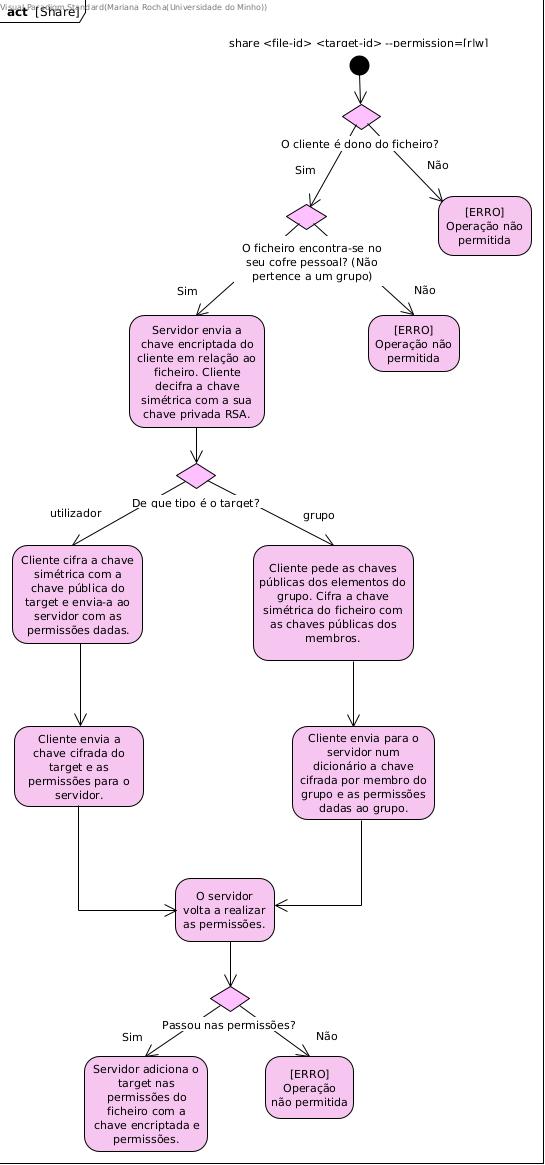 Visual Paradigm Standard(Mariana Rocha(Universidade do Minho))
act [Share]
share <file-id> <target-id> --permission=[r|w]
O cliente é dono do ficheiro?
Sim
Não
[ERRO]
Operação não
permitida
O ficheiro encontra-se no
seu cofre pessoal? (Não
pertence a um grupo)
Sim
Não
Servidor envia a
chave encriptada do
cliente em relação ao
ficheiro. Cliente
decifra a chave
simétrica com a sua
chave privada RSA.
[ERRO]
Operação não
permitida
De que tipo é o target?
utilizador
grupo
Cliente cifra a chave
simétrica com a
chave pública do
target e envia-a ao
servidor com as
permissões dadas.
Cliente pede as chaves
públicas dos elementos do
grupo. Cifra a chave
simétrica do ficheiro com
as chaves públicas dos
membros.
Cliente envia a
chave cifrada do
target e as
permissões para o
servidor.
Cliente envia para o
servidor num
dicionário a chave
cifrada por membro do
grupo e as permissões
dadas ao grupo.
O servidor
volta a realizar
as permissões.
Passou nas permissões?
Sim
Não
Servidor adiciona o
target nas
permissões do
ficheiro com a
chave encriptada e
permissões.
[ERRO]
Operação
não permitida